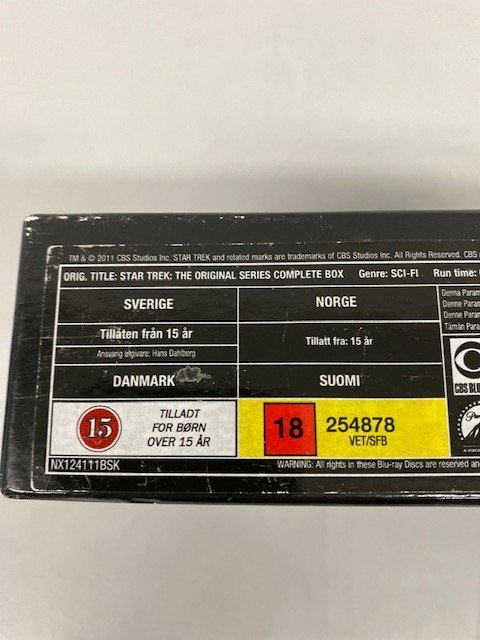 TM & © 2011 CBS Studios Inc. STAR TREK and related marks are trademarks of CBS Studios Inc. All Rights Reserved. CBS
ORIG. TITLE: STAR TREK: THE ORIGINAL SERIES COMPLETE BOX Genre: SCI-FI Run time:
SVERIGE NORGE
Tillåten från 15 år Tillatt fra: 15 år
Ansvarig utgivare: Hans Dahlberg
Denna Param
Denne Param
Denne Param
Tämän Param
DANMARK SUOMI
CBS BLU
15 TILLADT
FOR BØRN
OVER 15 ÅR
18 254878
VET/SFB
NX124111BSK WARNING: All rights in these Blu-ray Discs are reserved and
A VIACOM